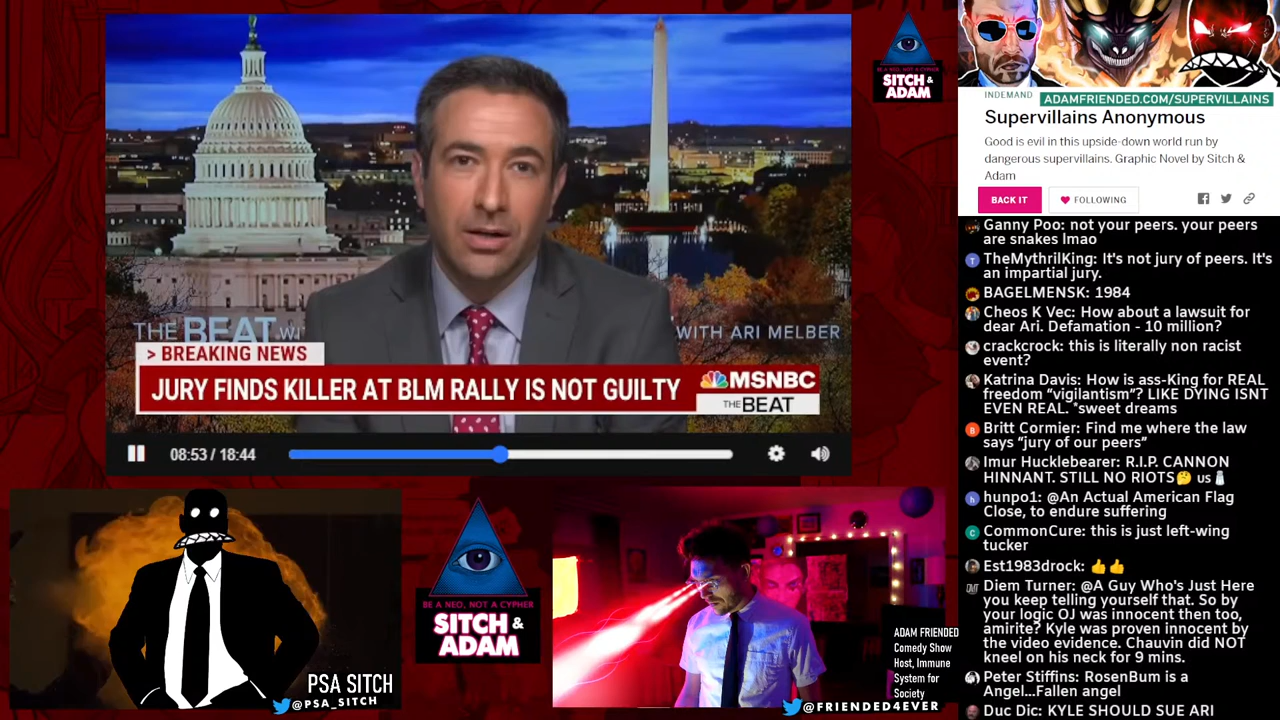 THE BEAT WI
WITH ARI MELBER
> BREAKING NEWS
JURY FINDS KILLER AT BLM RALLY IS NOT GUILTY
MSNBC
THE BEAT
08:53 / 18:44
BE A NEO, NOT A CYPHER
SITCH &
ADAM
INDEMAND
ADAMFRIENDED.COM/SUPERVILLAINS
Supervillains Anonymous
Good is evil in this upside-down world run by
dangerous supervillains. Graphic Novel by Sitch &
Adam
BACK IT
FOLLOWING
Ganny Poo: not your peers. your peers
are snakes lmao
TheMythrilKing: It's not jury of peers. It's
an impartial jury.
BAGELMENSK: 1984
Cheos K Vec: How about a lawsuit for
dear Ari. Defamation - 10 million?
crackcrock: this is literally non racist
event?
Katrina Davis: How is ass-King for REAL
freedom “vigilantism”? LIKE DYING ISNT
EVEN REAL. *sweet dreams
Britt Cormier: Find me where the law
says “jury of our peers”
Imur Hucklebearer: R.I.P. CANNON
HINNANT. STILL NO RIOTS🤔 us🧂
hunpo1: @An Actual American Flag
Close, to endure suffering
CommonCure: this is just left-wing
tucker
Est1983drock: 👍👍
Diem Turner: @A Guy Who's Just Here
you keep telling yourself that. So by
your logic OJ was innocent then too,
amirite? Kyle was proven innocent by
the video evidence. Chauvin did NOT
kneel on his neck for 9 mins.
Peter Stiffins: RosenBum is a
Angel...Fallen angel
Duc Dic: KYLE SHOULD SUE ARI
PSA SITCH
@PSA_SITCH
BE A NEO, NOT A CYPHER
SITCH &
ADAM
ADAM FRIENDED
Comedy Show
Host, Immune
System for
Society
@FRIENDED4EVER